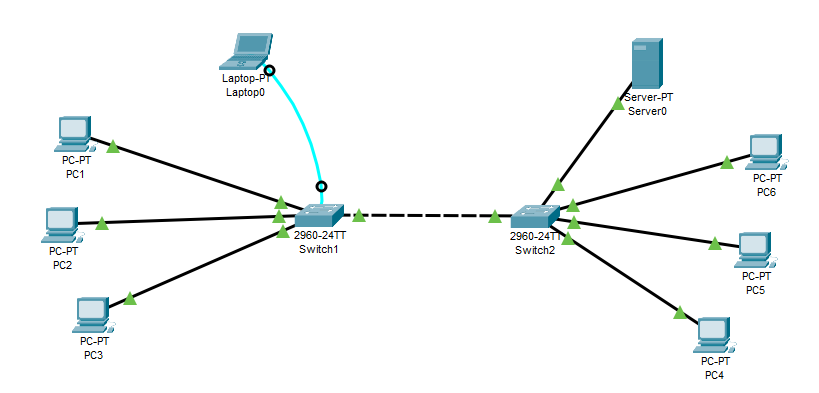 Laptop-PT
Laptop0
Server-PT
Server0
PC-PT
PC1
PC-PT
PC6
PC-PT
PC2
2960-24TT
Switch1
2960-24TT
Switch2
PC-PT
PC5
PC-PT
PC3
PC-PT
PC4